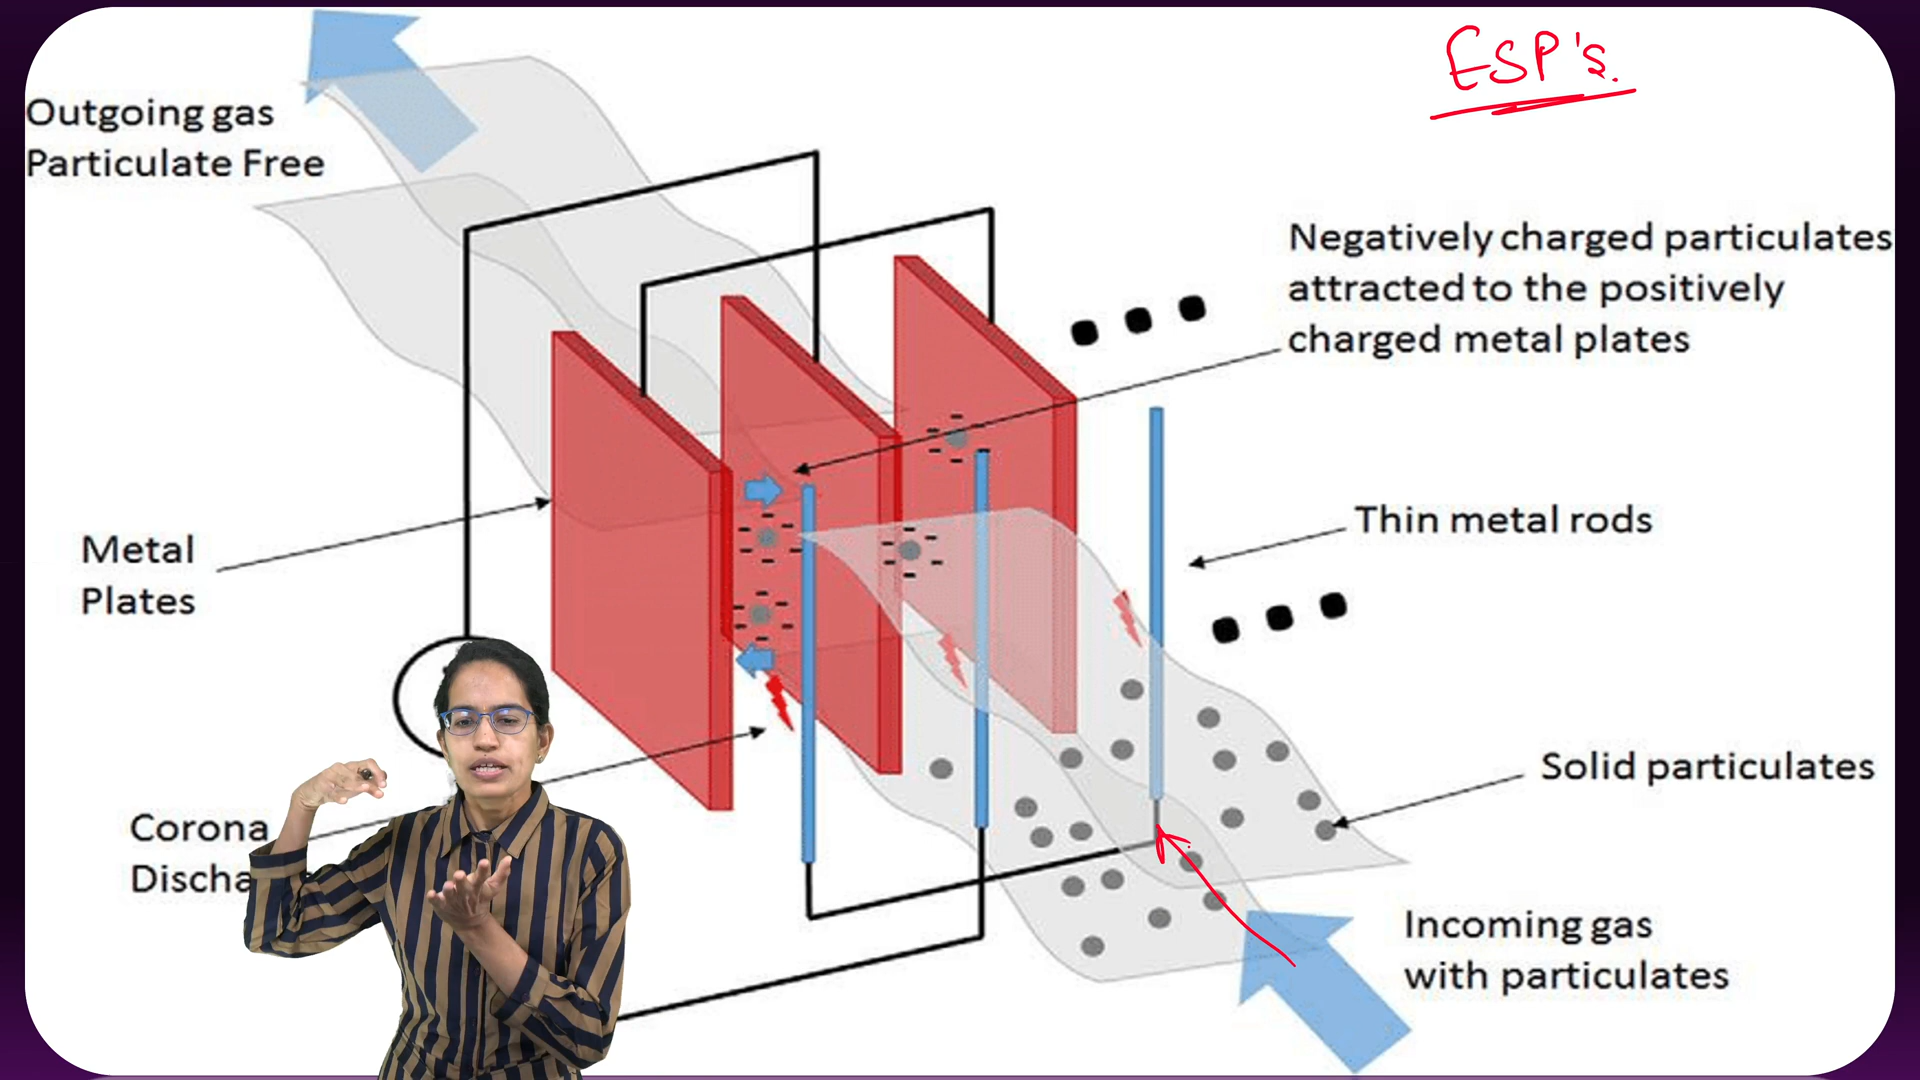 ESP's.
Outgoing gas
Particulate Free
Negatively charged particulates
attracted to the positively
charged metal plates
Thin metal rods
Metal
Plates
Solid particulates
Corona
Incoming gas
with particulates